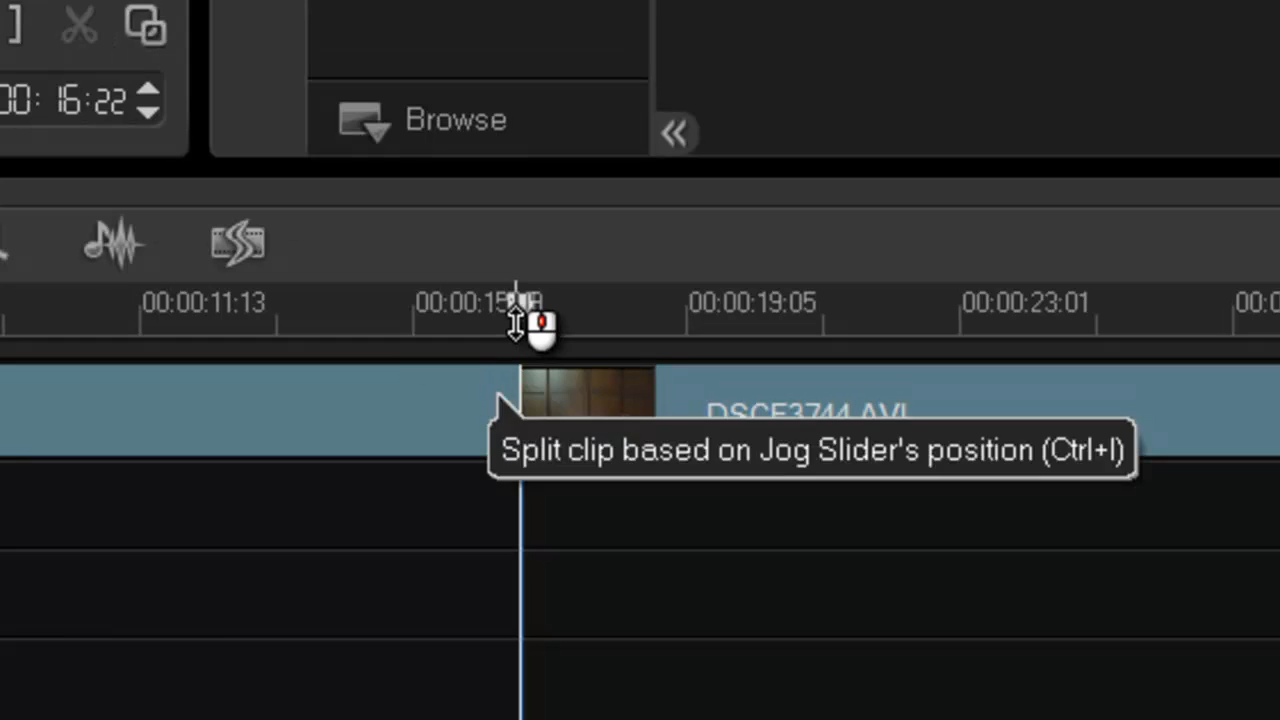 ]
00:16:22
Browse
00:00:11:13 00:00:15 00:00:19:05 00:00:23:01 00:0
DSCF3744.AVI
Split clip based on Jog Slider's position (Ctrl+I)